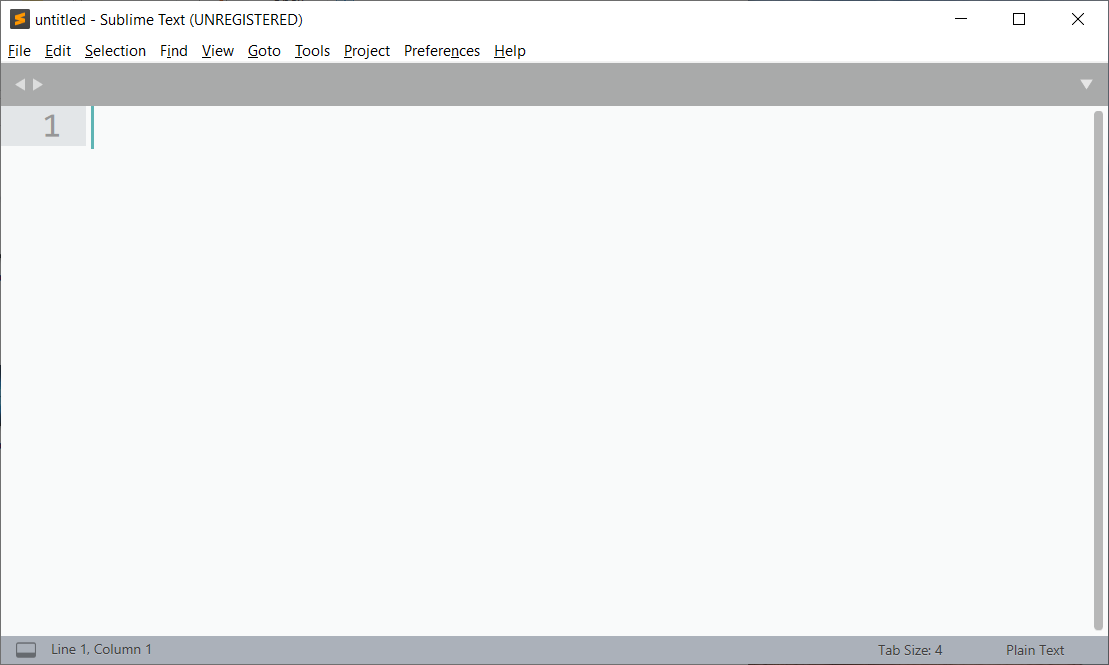 untitled - Sublime Text (UNREGISTERED)
File Edit Selection Find View Goto Tools Project Preferences Help
1
Line 1, Column 1 Tab Size: 4 Plain Text